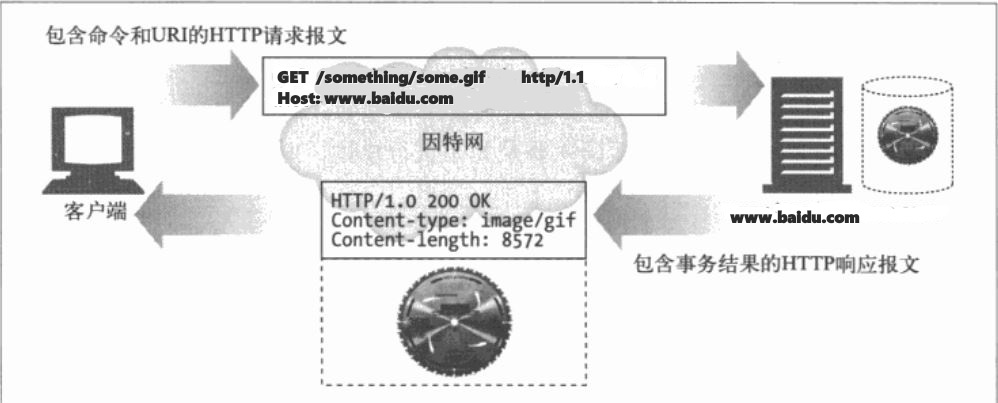 包含命令和URI的HTTP请求报文
GET /something/some.gif http/1.1
Host: www.baidu.com
因特网
客户端
HTTP/1.0 200 OK
Content-type: image/gif
Content-length: 8572
www.baidu.com
包含事务结果的HTTP响应报文